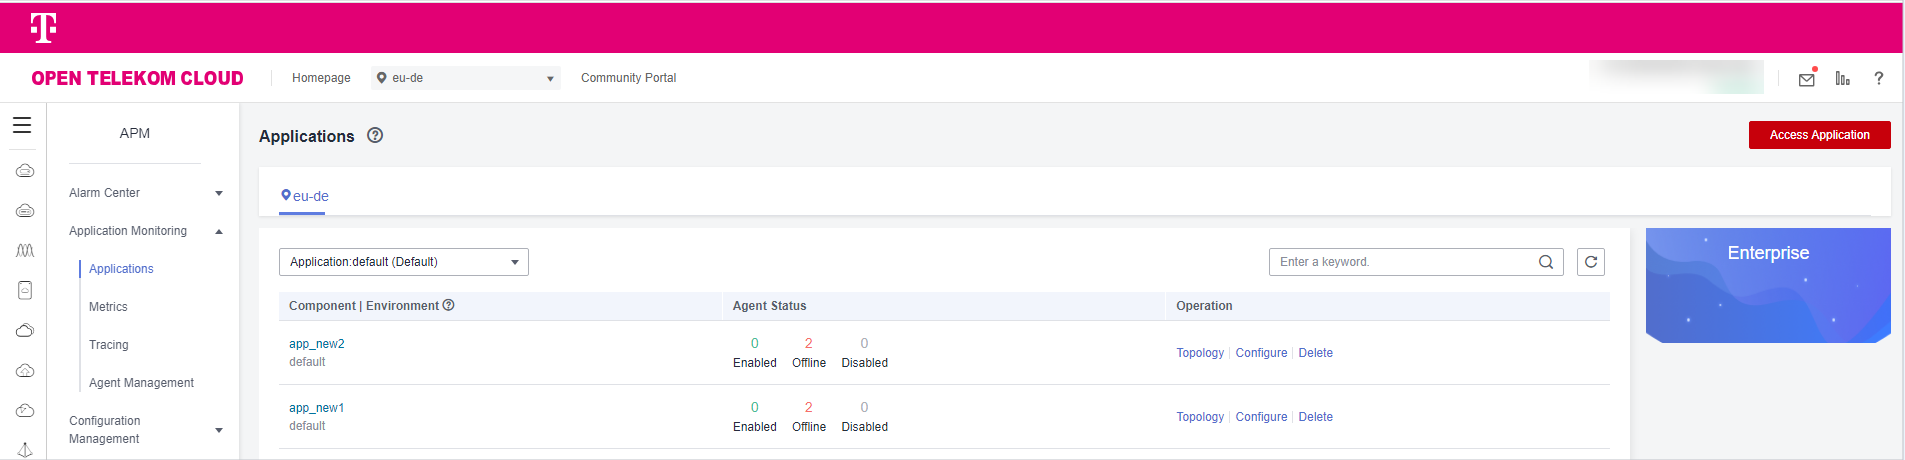 T
OPEN TELEKOM CLOUD Homepage eu-de Community Portal ?
APM
Alarm Center
Application Monitoring
Applications
Metrics
Tracing
Agent Management
Configuration
Management
Applications ?
Access Application
eu-de
Application:default (Default)
Enter a keyword.
Component | Environment ? Agent Status Operation
app_new2
default
0 2 0
Enabled Offline Disabled
Topology | Configure | Delete
app_new1
default
0 2 0
Enabled Offline Disabled
Topology | Configure | Delete
Enterprise